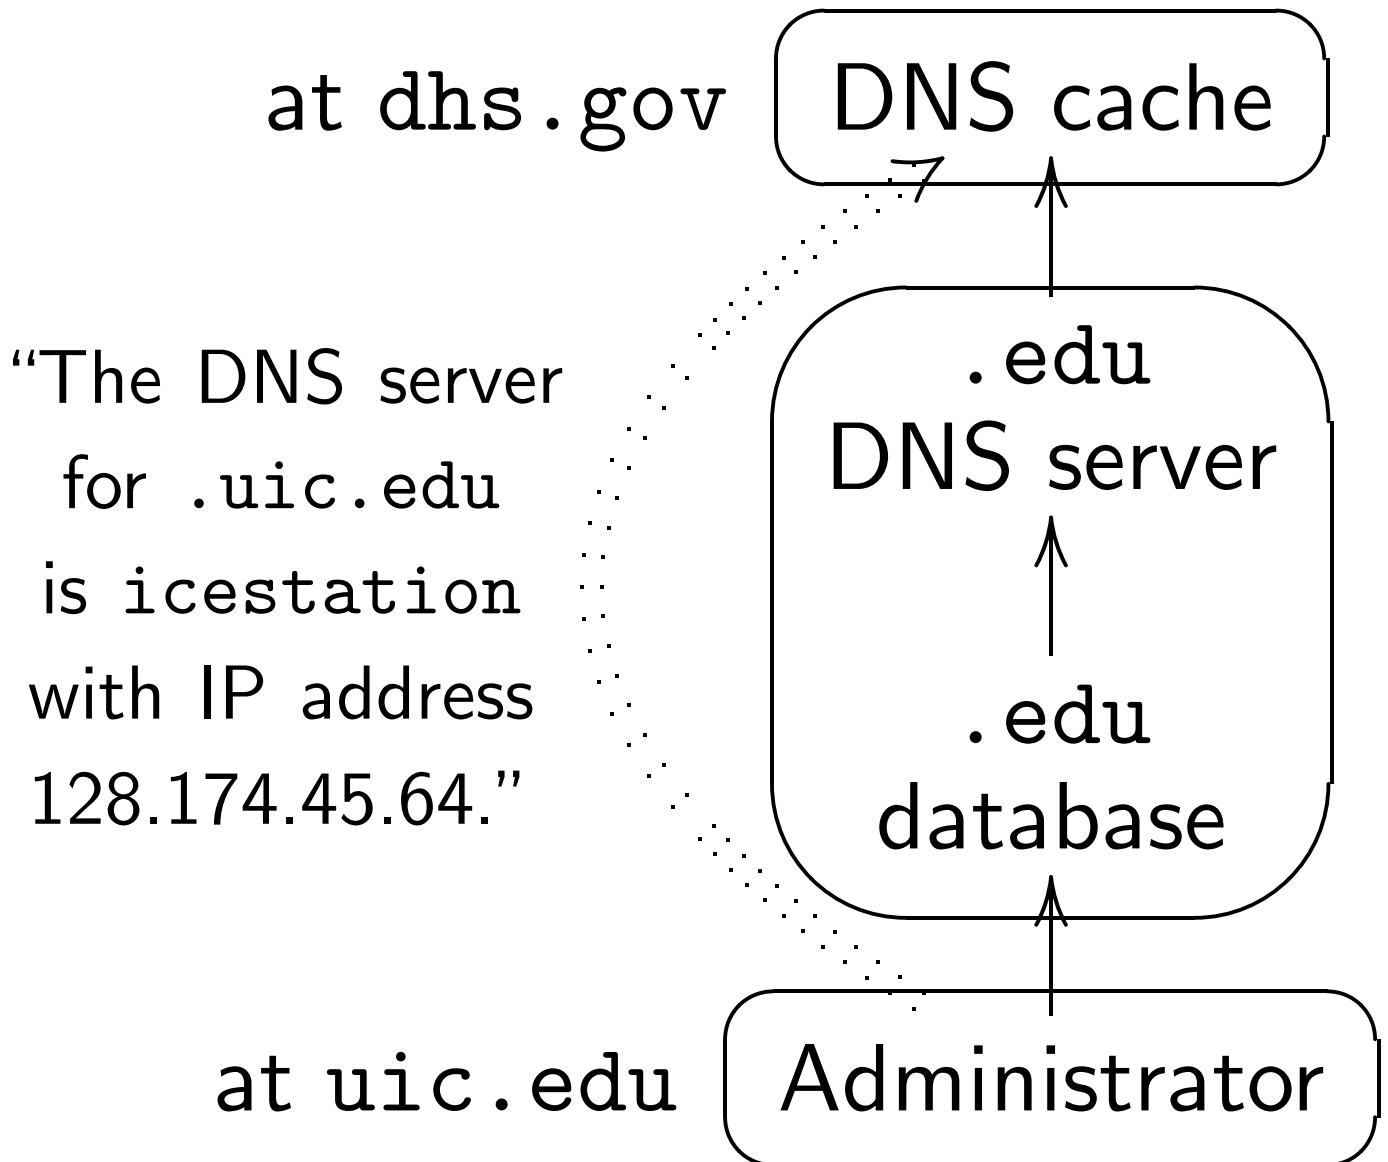 at dhs.gov DNS cache
.edu
DNS server
“The DNS server
for .uic.edu
is icestation
with IP address
128.174.45.64.”
.edu
database
at uic.edu Administrator